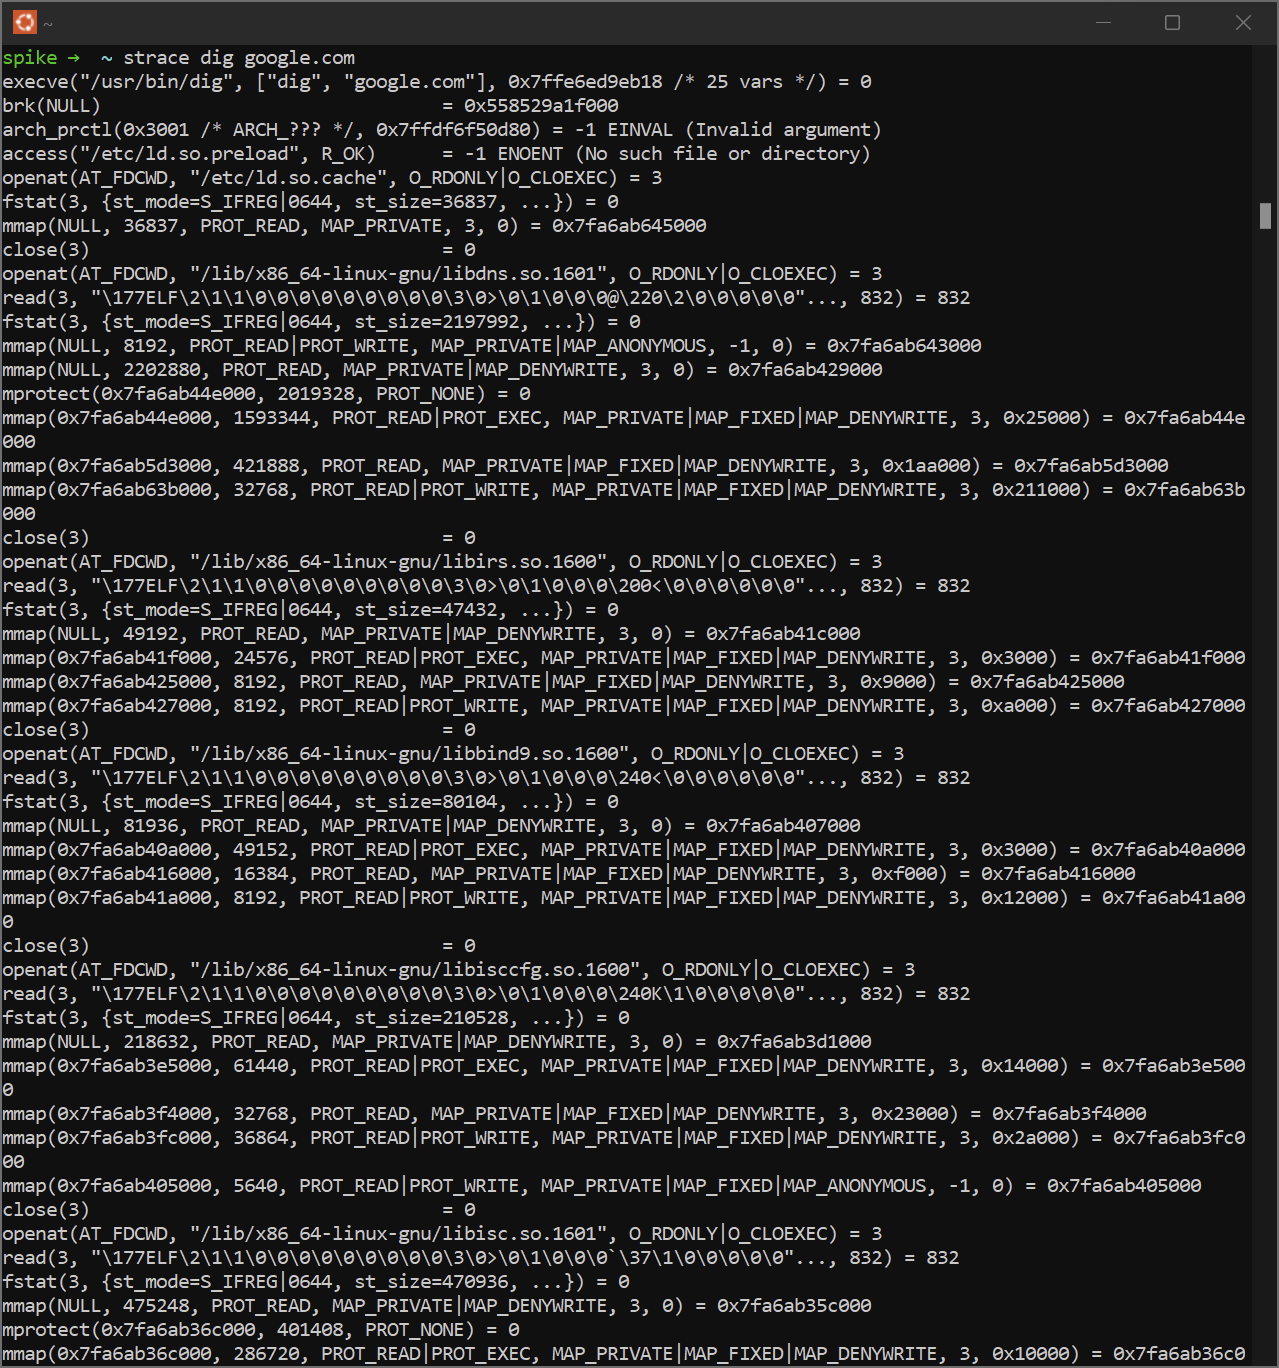 ~
spike → ~ strace dig google.com
execve("/usr/bin/dig", ["dig", "google.com"], 0x7ffe6ed9eb18 /* 25 vars */) = 0
brk(NULL)                               = 0x558529a1f000
arch_prctl(0x3001 /* ARCH_??? */, 0x7ffdf6f50d80) = -1 EINVAL (Invalid argument)
access("/etc/ld.so.preload", R_OK)      = -1 ENOENT (No such file or directory)
openat(AT_FDCWD, "/etc/ld.so.cache", O_RDONLY|O_CLOEXEC) = 3
fstat(3, {st_mode=S_IFREG|0644, st_size=36837, ...}) = 0
mmap(NULL, 36837, PROT_READ, MAP_PRIVATE, 3, 0) = 0x7fa6ab645000
close(3)                                = 0
openat(AT_FDCWD, "/lib/x86_64-linux-gnu/libdns.so.1601", O_RDONLY|O_CLOEXEC) = 3
read(3, "\177ELF\2\1\1\0\0\0\0\0\0\0\0\0\3\0>\0\1\0\0\0@\220\2\0\0\0\0\0"..., 832) = 832
fstat(3, {st_mode=S_IFREG|0644, st_size=2197992, ...}) = 0
mmap(NULL, 8192, PROT_READ|PROT_WRITE, MAP_PRIVATE|MAP_ANONYMOUS, -1, 0) = 0x7fa6ab643000
mmap(NULL, 2202880, PROT_READ, MAP_PRIVATE|MAP_DENYWRITE, 3, 0) = 0x7fa6ab429000
mprotect(0x7fa6ab44e000, 2019328, PROT_NONE) = 0
mmap(0x7fa6ab44e000, 1593344, PROT_READ|PROT_EXEC, MAP_PRIVATE|MAP_FIXED|MAP_DENYWRITE, 3, 0x25000) = 0x7fa6ab44e
000
mmap(0x7fa6ab5d3000, 421888, PROT_READ, MAP_PRIVATE|MAP_FIXED|MAP_DENYWRITE, 3, 0x1aa000) = 0x7fa6ab5d3000
mmap(0x7fa6ab63b000, 32768, PROT_READ|PROT_WRITE, MAP_PRIVATE|MAP_FIXED|MAP_DENYWRITE, 3, 0x211000) = 0x7fa6ab63b
000
close(3)                                = 0
openat(AT_FDCWD, "/lib/x86_64-linux-gnu/libirs.so.1600", O_RDONLY|O_CLOEXEC) = 3
read(3, "\177ELF\2\1\1\0\0\0\0\0\0\0\0\0\3\0>\0\1\0\0\0\200<\0\0\0\0\0\0"..., 832) = 832
fstat(3, {st_mode=S_IFREG|0644, st_size=47432, ...}) = 0
mmap(NULL, 49192, PROT_READ, MAP_PRIVATE|MAP_DENYWRITE, 3, 0) = 0x7fa6ab41c000
mmap(0x7fa6ab41f000, 24576, PROT_READ|PROT_EXEC, MAP_PRIVATE|MAP_FIXED|MAP_DENYWRITE, 3, 0x3000) = 0x7fa6ab41f000
mmap(0x7fa6ab425000, 8192, PROT_READ, MAP_PRIVATE|MAP_FIXED|MAP_DENYWRITE, 3, 0x9000) = 0x7fa6ab425000
mmap(0x7fa6ab427000, 8192, PROT_READ|PROT_WRITE, MAP_PRIVATE|MAP_FIXED|MAP_DENYWRITE, 3, 0xa000) = 0x7fa6ab427000
close(3)                                = 0
openat(AT_FDCWD, "/lib/x86_64-linux-gnu/libbind9.so.1600", O_RDONLY|O_CLOEXEC) = 3
read(3, "\177ELF\2\1\1\0\0\0\0\0\0\0\0\0\3\0>\0\1\0\0\0\240<\0\0\0\0\0\0"..., 832) = 832
fstat(3, {st_mode=S_IFREG|0644, st_size=80104, ...}) = 0
mmap(NULL, 81936, PROT_READ, MAP_PRIVATE|MAP_DENYWRITE, 3, 0) = 0x7fa6ab407000
mmap(0x7fa6ab40a000, 49152, PROT_READ|PROT_EXEC, MAP_PRIVATE|MAP_FIXED|MAP_DENYWRITE, 3, 0x3000) = 0x7fa6ab40a000
mmap(0x7fa6ab416000, 16384, PROT_READ, MAP_PRIVATE|MAP_FIXED|MAP_DENYWRITE, 3, 0xf000) = 0x7fa6ab416000
mmap(0x7fa6ab41a000, 8192, PROT_READ|PROT_WRITE, MAP_PRIVATE|MAP_FIXED|MAP_DENYWRITE, 3, 0x12000) = 0x7fa6ab41a00
0
close(3)                                = 0
openat(AT_FDCWD, "/lib/x86_64-linux-gnu/libisccfg.so.1600", O_RDONLY|O_CLOEXEC) = 3
read(3, "\177ELF\2\1\1\0\0\0\0\0\0\0\0\0\3\0>\0\1\0\0\0\240K\1\0\0\0\0\0"..., 832) = 832
fstat(3, {st_mode=S_IFREG|0644, st_size=210528, ...}) = 0
mmap(NULL, 218632, PROT_READ, MAP_PRIVATE|MAP_DENYWRITE, 3, 0) = 0x7fa6ab3d1000
mmap(0x7fa6ab3e5000, 61440, PROT_READ|PROT_EXEC, MAP_PRIVATE|MAP_FIXED|MAP_DENYWRITE, 3, 0x14000) = 0x7fa6ab3e500
0
mmap(0x7fa6ab3f4000, 32768, PROT_READ, MAP_PRIVATE|MAP_FIXED|MAP_DENYWRITE, 3, 0x23000) = 0x7fa6ab3f4000
mmap(0x7fa6ab3fc000, 36864, PROT_READ|PROT_WRITE, MAP_PRIVATE|MAP_FIXED|MAP_DENYWRITE, 3, 0x2a000) = 0x7fa6ab3fc0
00
mmap(0x7fa6ab405000, 5640, PROT_READ|PROT_WRITE, MAP_PRIVATE|MAP_FIXED|MAP_ANONYMOUS, -1, 0) = 0x7fa6ab405000
close(3)                                = 0
openat(AT_FDCWD, "/lib/x86_64-linux-gnu/libisc.so.1601", O_RDONLY|O_CLOEXEC) = 3
read(3, "\177ELF\2\1\1\0\0\0\0\0\0\0\0\0\3\0>\0\1\0\0\0`\37\1\0\0\0\0\0"..., 832) = 832
fstat(3, {st_mode=S_IFREG|0644, st_size=470936, ...}) = 0
mmap(NULL, 475248, PROT_READ, MAP_PRIVATE|MAP_DENYWRITE, 3, 0) = 0x7fa6ab35c000
mprotect(0x7fa6ab36c000, 401408, PROT_NONE) = 0
mmap(0x7fa6ab36c000, 286720, PROT_READ|PROT_EXEC, MAP_PRIVATE|MAP_FIXED|MAP_DENYWRITE, 3, 0x10000) = 0x7fa6ab36c0